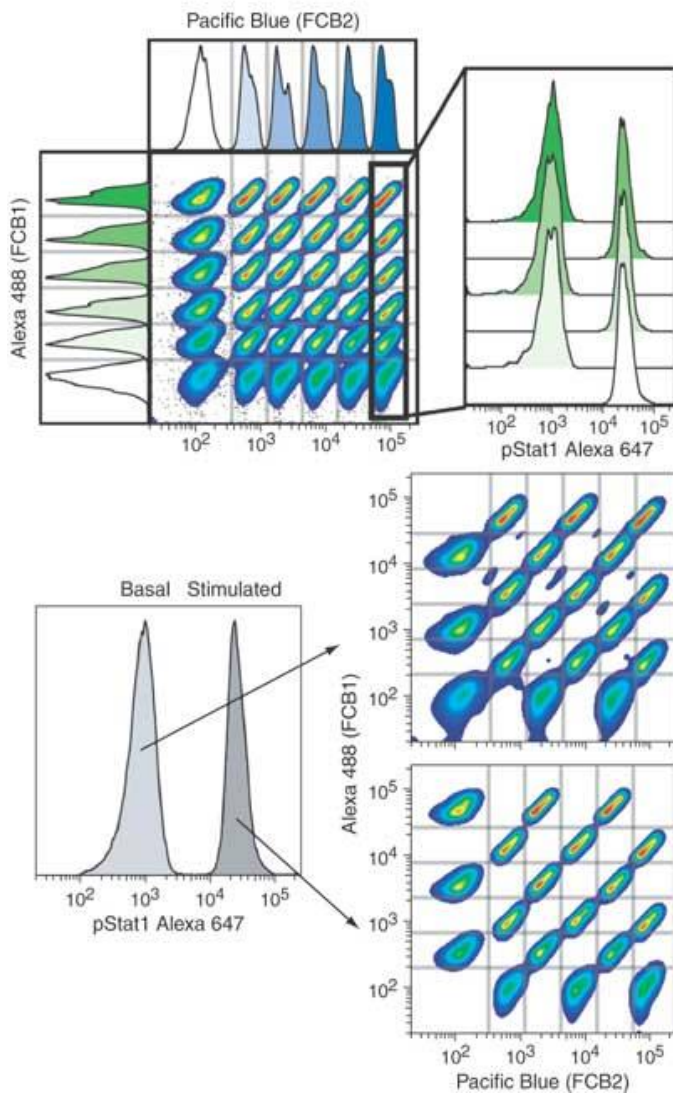 Pacific Blue (FCB2)
Alexa 488 (FCB1)
10² 10³ 10⁴ 10⁵
10² 10³ 10⁴ 10⁵
pStat1 Alexa 647
Basal Stimulated
10² 10³ 10⁴ 10⁵
pStat1 Alexa 647
Alexa 488 (FCB1)
10⁵
10⁴
10³
10²
10⁵
10⁴
10³
10²
10² 10³ 10⁴ 10⁵
Pacific Blue (FCB2)